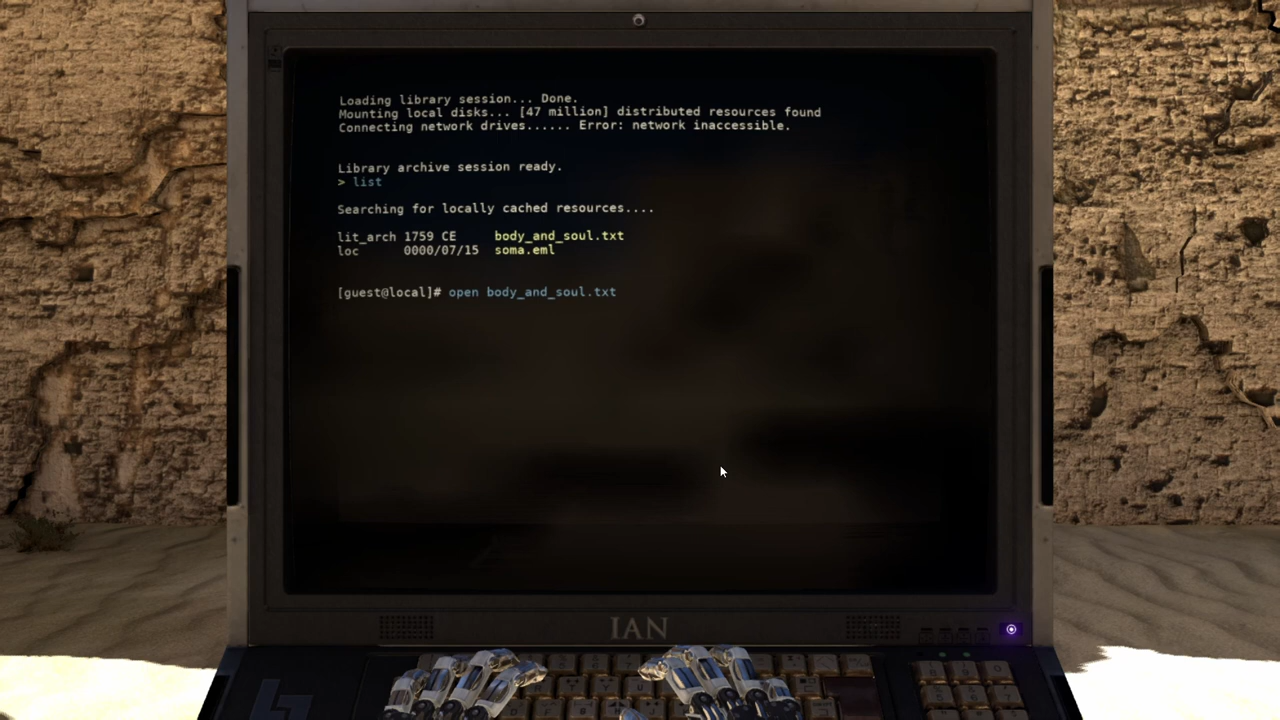 Loading library session... Done.
Mounting local disks... [47 million] distributed resources found
Connecting network drives...... Error: network inaccessible.
Library archive session ready.
> list
Searching for locally cached resources....
lit_arch 1759 CE body_and_soul.txt
loc 0000/07/15 soma.eml
[guest@local]# open body_and_soul.txt
IAN